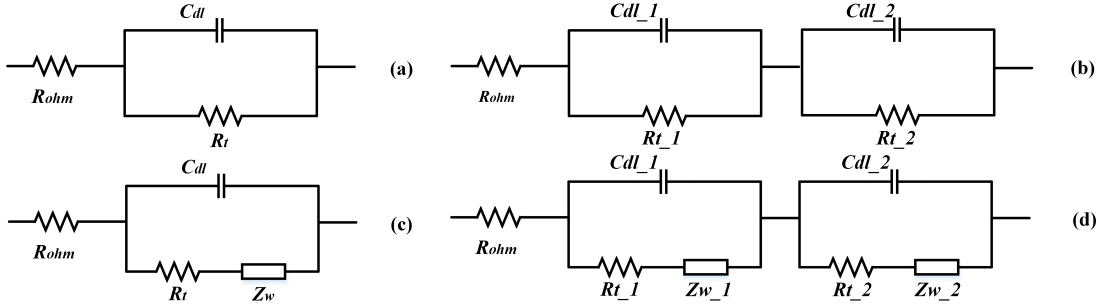 Cdl
Rohm
Rt
(a)
Cdl_1
Cdl_2
Rohm
Rt_1
Rt_2
(b)
Cdl
Rohm
Rt
Zw
(c)
Cdl_1
Cdl_2
Rohm
Rt_1
Zw_1
Rt_2
Zw_2
(d)